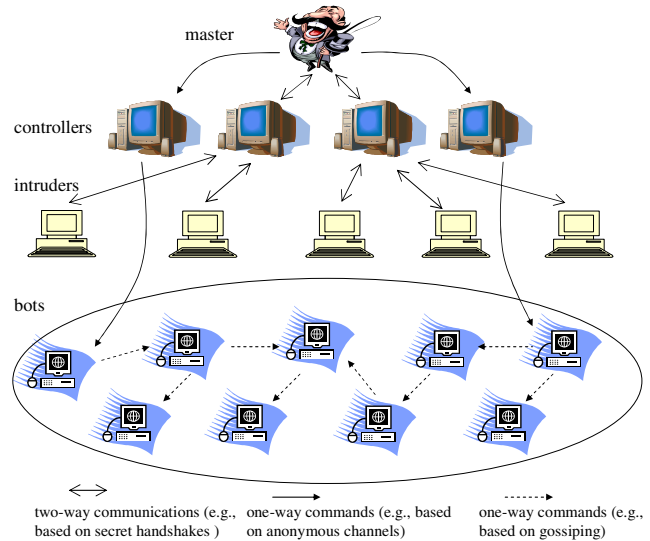 master
controllers
intruders
bots
two-way communications (e.g.,
based on secret handshakes )
one-way commands (e.g., based
on anonymous channels)
one-way commands (e.g.,
based on gossiping)